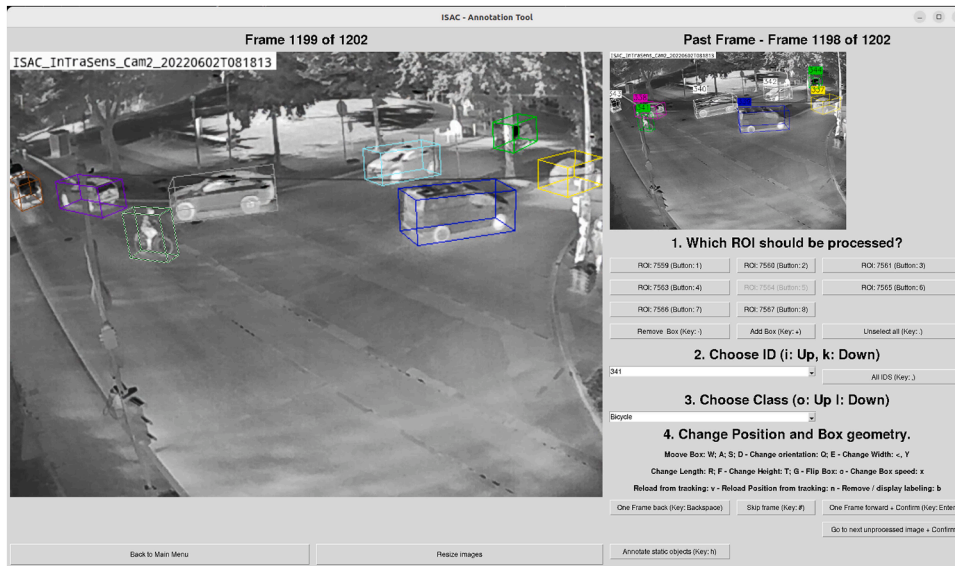 ISAC - Annotation Tool
Frame 1199 of 1202
Past Frame - Frame 1198 of 1202
ISAC_InTraSens_Cam2_20220602T081813
ISAC_InTraSens_Cam2_20220602T081813
340
347
1. Which ROI should be processed?
ROI: 7559 (Button: 1)
ROI: 7560 (Button: 2)
ROI: 7561 (Button: 3)
ROI: 7563 (Button: 4)
ROI: 7564 (Button: 5)
ROI: 7565 (Button: 6)
ROI: 7566 (Button: 7)
ROI: 7567 (Button: 8)
Remove Box (Key: -)
Add Box (Key: +)
Unselect all (Key: .)
2. Choose ID (i: Up, k: Down)
341
All IDS (Key: ,)
3. Choose Class (o: Up l: Down)
Bicycle
4. Change Position and Box geometry.
Moove Box: W; A; S; D - Change orientation: Q; E - Change Width: <, Y
Change Length: R; F - Change Height: T; G - Flip Box: c - Change Box speed: x
Reload from tracking: v - Reload Position from tracking: n - Remove / display labeling: b
One Frame back (Key: Backspace)
Skip frame (Key: #)
One Frame forward + Confirm (Key: Enter
Go to next unprocessed image + Confirm
Back to Main Menu
Resize images
Annotate static objects (Key: h)